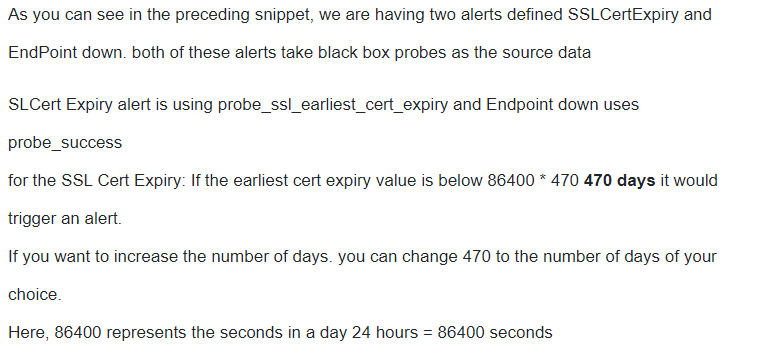 As you can see in the preceding snippet, we are having two alerts defined SSLCertExpiry and
EndPoint down. both of these alerts take black box probes as the source data
SLCert Expiry alert is using probe_ssl_earliest_cert_expiry and Endpoint down uses
probe_success
for the SSL Cert Expiry: If the earliest cert expiry value is below 86400 * 470 470 days it would
trigger an alert.
If you want to increase the number of days. you can change 470 to the number of days of your
choice.
Here, 86400 represents the seconds in a day 24 hours = 86400 seconds